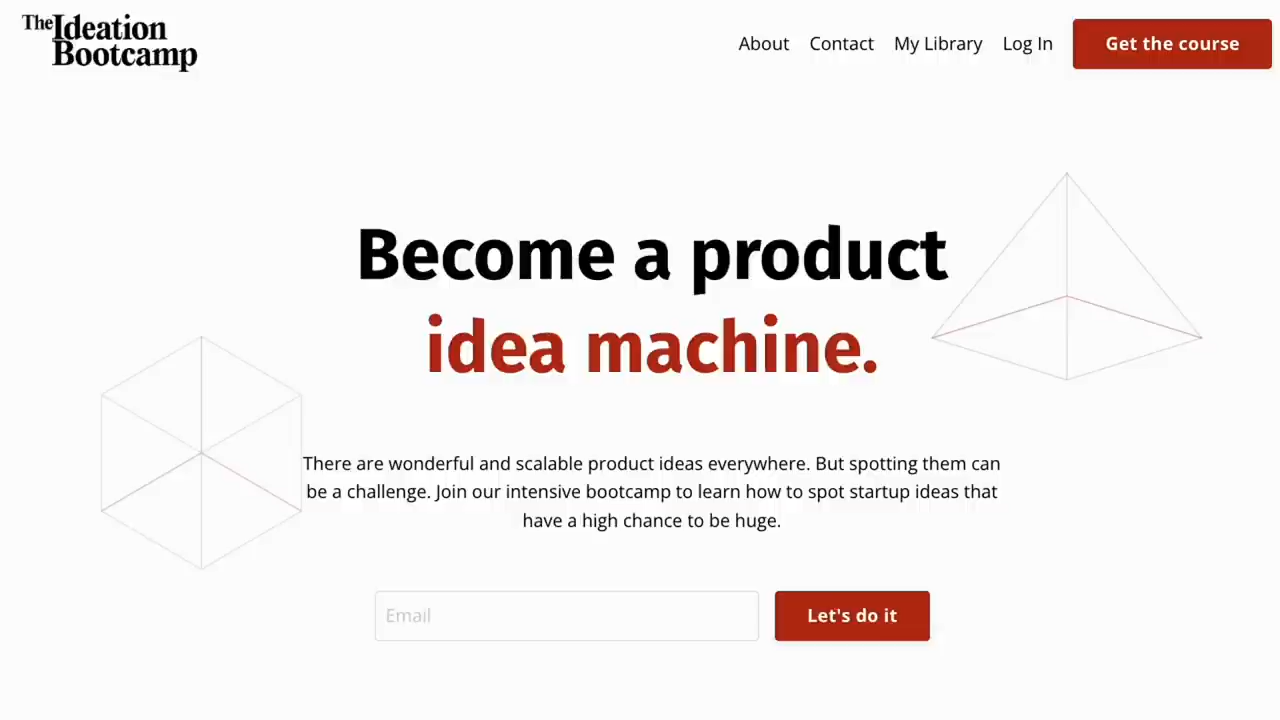 The Ideation
Bootcamp
About
Contact
My Library
Log In
Get the course
Become a product
idea machine.
There are wonderful and scalable product ideas everywhere. But spotting them can
be a challenge. Join our intensive bootcamp to learn how to spot startup ideas that
have a high chance to be huge.
Email
Let's do it